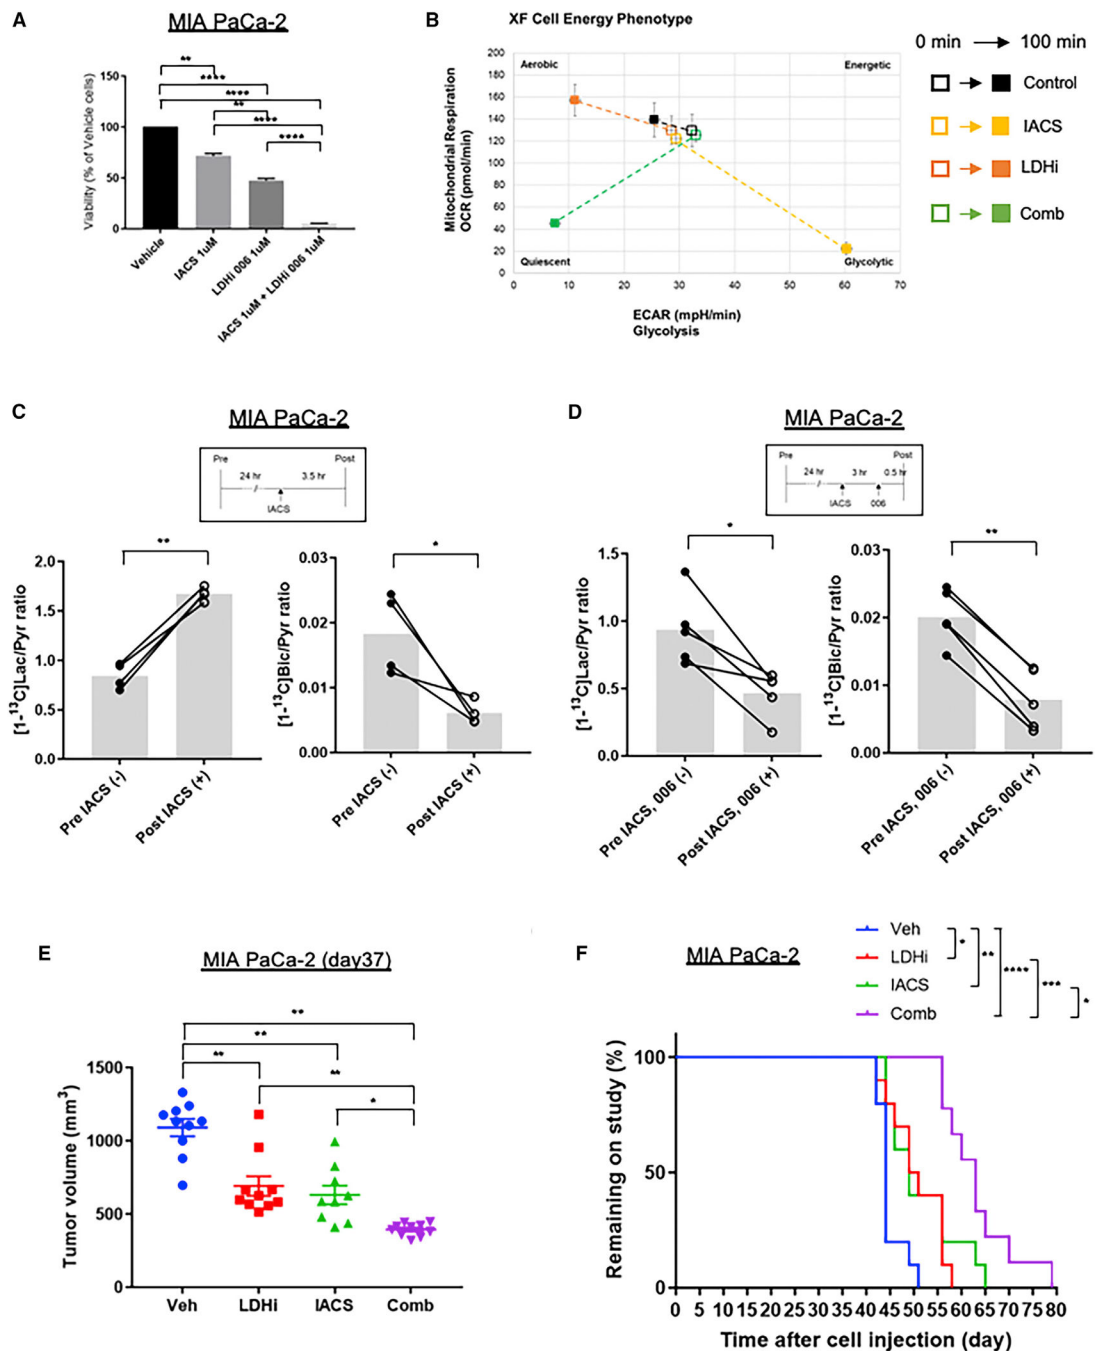 A
MIA PaCa-2
**
****
****
**
****
****
150
100
50
0
Viability (% of Vehicle cells)
Vehicle
IACS 1uM
LDHi 006 1uM
IACS 1uM + LDHi 006 1uM
B
XF Cell Energy Phenotype
200
180
160
140
120
100
80
60
40
20
0
Mitochondrial Respiration
OCR (pmol/min)
Aerobic
Energetic
Quiescent
Glycolytic
0 10 20 30 40 50 60 70
ECAR (mpH/min)
Glycolysis
0 min 100 min
Control
IACS
LDHi
Comb
C
MIA PaCa-2
Pre Post
24 hr 3.5 hr
IACS
**
2.0
1.5
1.0
0.5
0.0
[1-¹³C]Lac/Pyr ratio
Pre IACS (-)
Post IACS (+)
*
0.03
0.02
0.01
0.00
[1-¹³C]Bic/Pyr ratio
Pre IACS (-)
Post IACS (+)
D
MIA PaCa-2
Pre Post
24 hr 3 hr 0.5 hr
IACS 006
*
1.5
1.0
0.5
0.0
[1-¹³C]Lac/Pyr ratio
Pre IACS, 006 (-)
Post IACS, 006 (+)
**
0.03
0.02
0.01
0.00
[1-¹³C]Bic/Pyr ratio
Pre IACS, 006 (-)
Post IACS, 006 (+)
E
MIA PaCa-2 (day37)
**
**
**
**
*
1500
1000
500
0
Tumor volume (mm³)
Veh LDHi IACS Comb
F
MIA PaCa-2
Veh
LDHi
IACS
Comb
*
**
****
***
*
100
50
0
Remaining on study (%)
0 5 10 15 20 25 30 35 40 45 50 55 60 65 70 75 80
Time after cell injection (day)